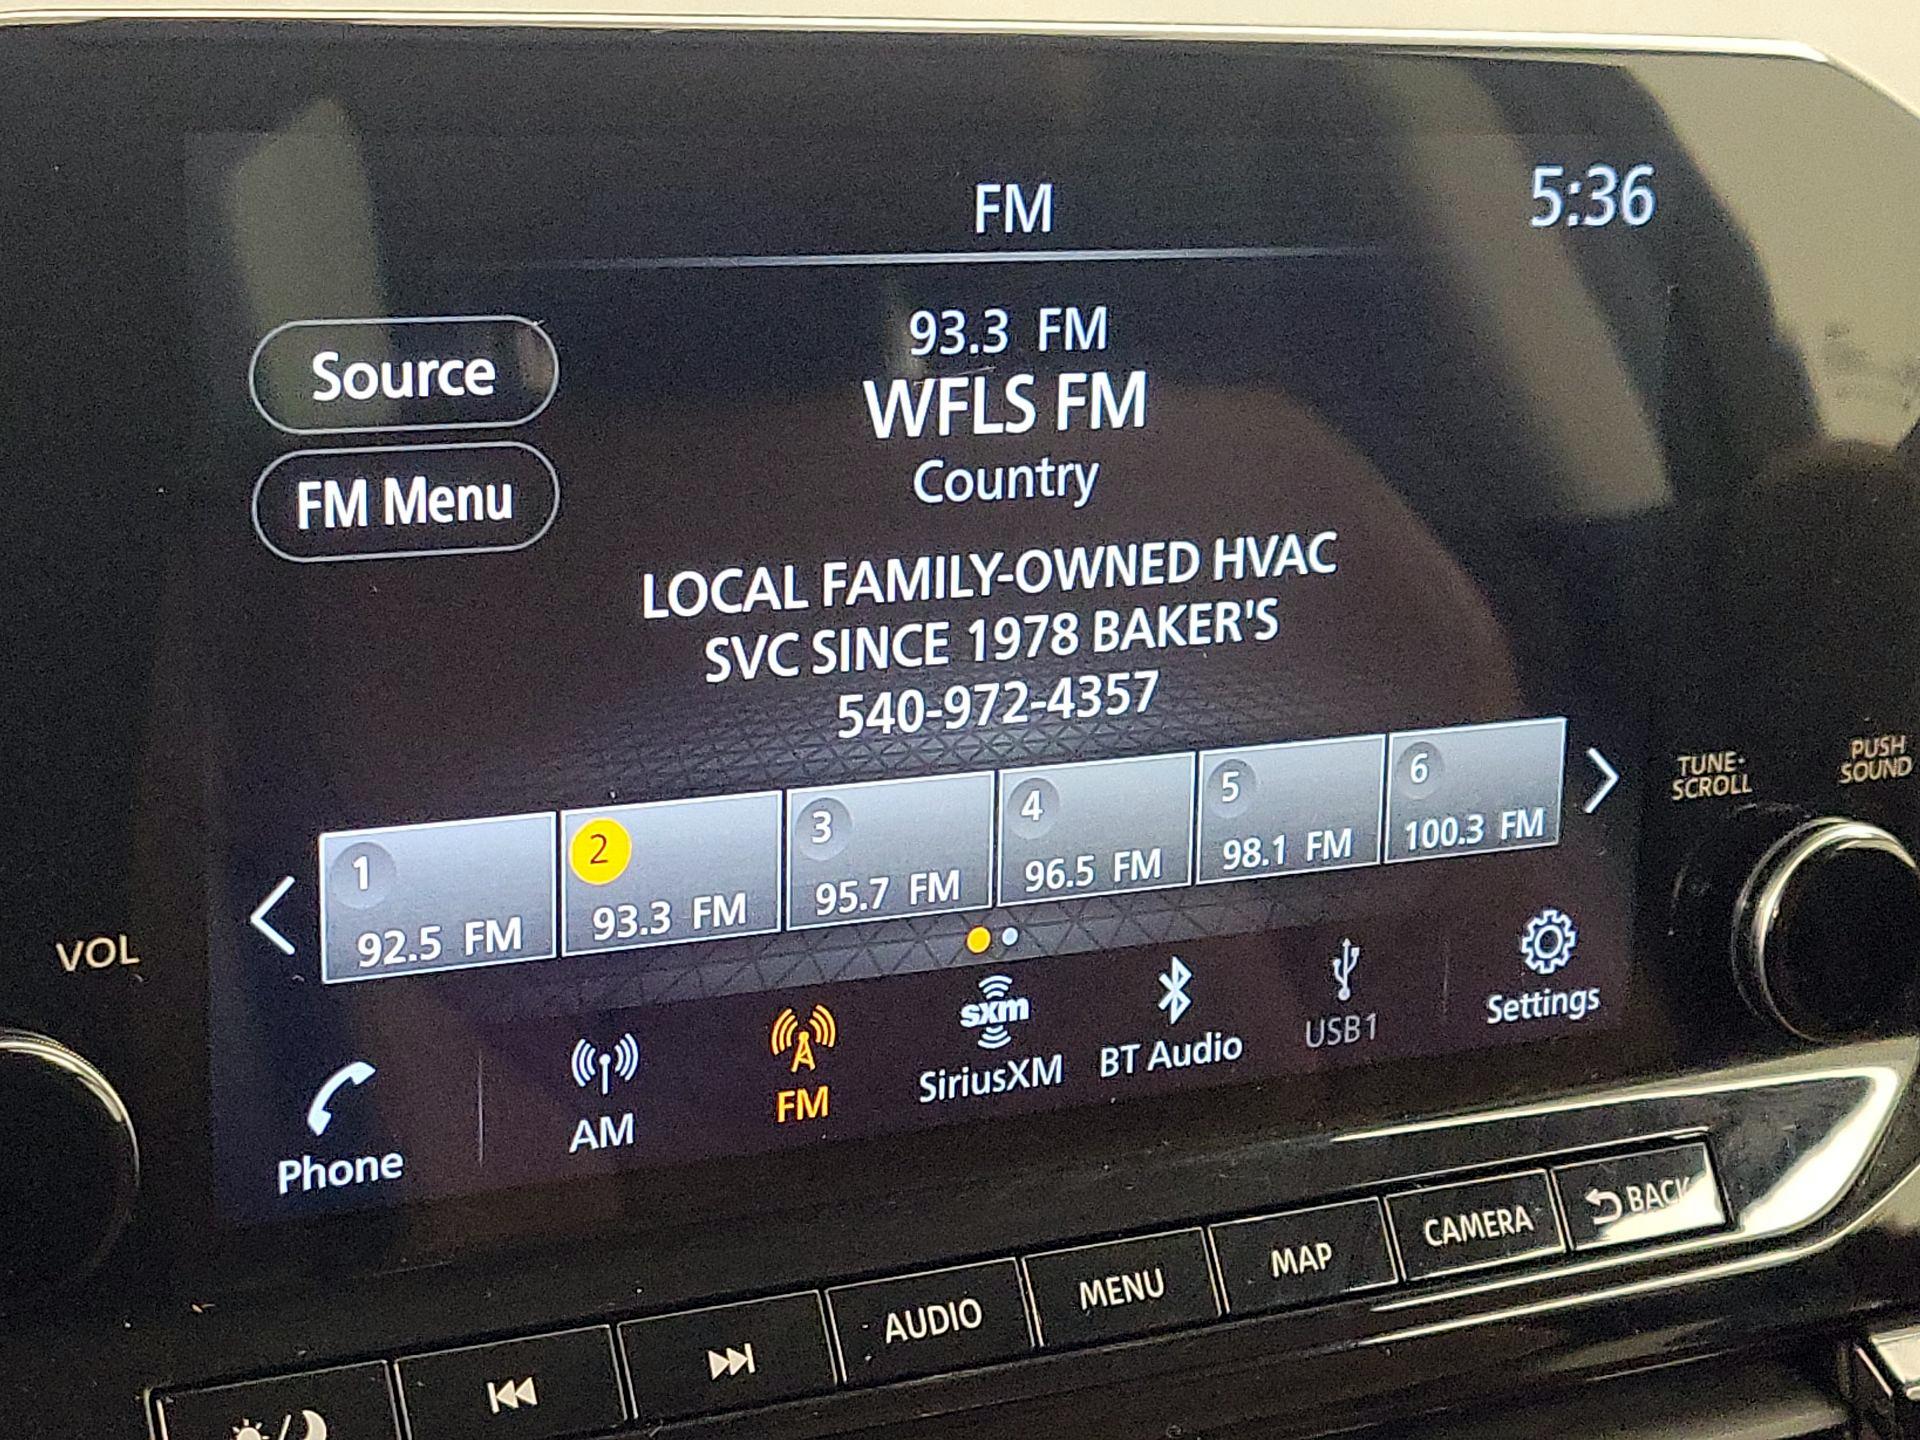 FM
5:36
Source
FM Menu
93.3 FM
WFLS FM
Country
LOCAL FAMILY-OWNED HVAC
SVC SINCE 1978 BAKER'S
540-972-4357
1
92.5 FM
2
93.3 FM
3
95.7 FM
4
96.5 FM
5
98.1 FM
6
100.3 FM
VOL
TUNE·
SCROLL
PUSH
SOUND
Phone
AM
FM
sxm
SiriusXM
BT Audio
USB1
Settings
AUDIO
MENU
MAP
CAMERA
BACK